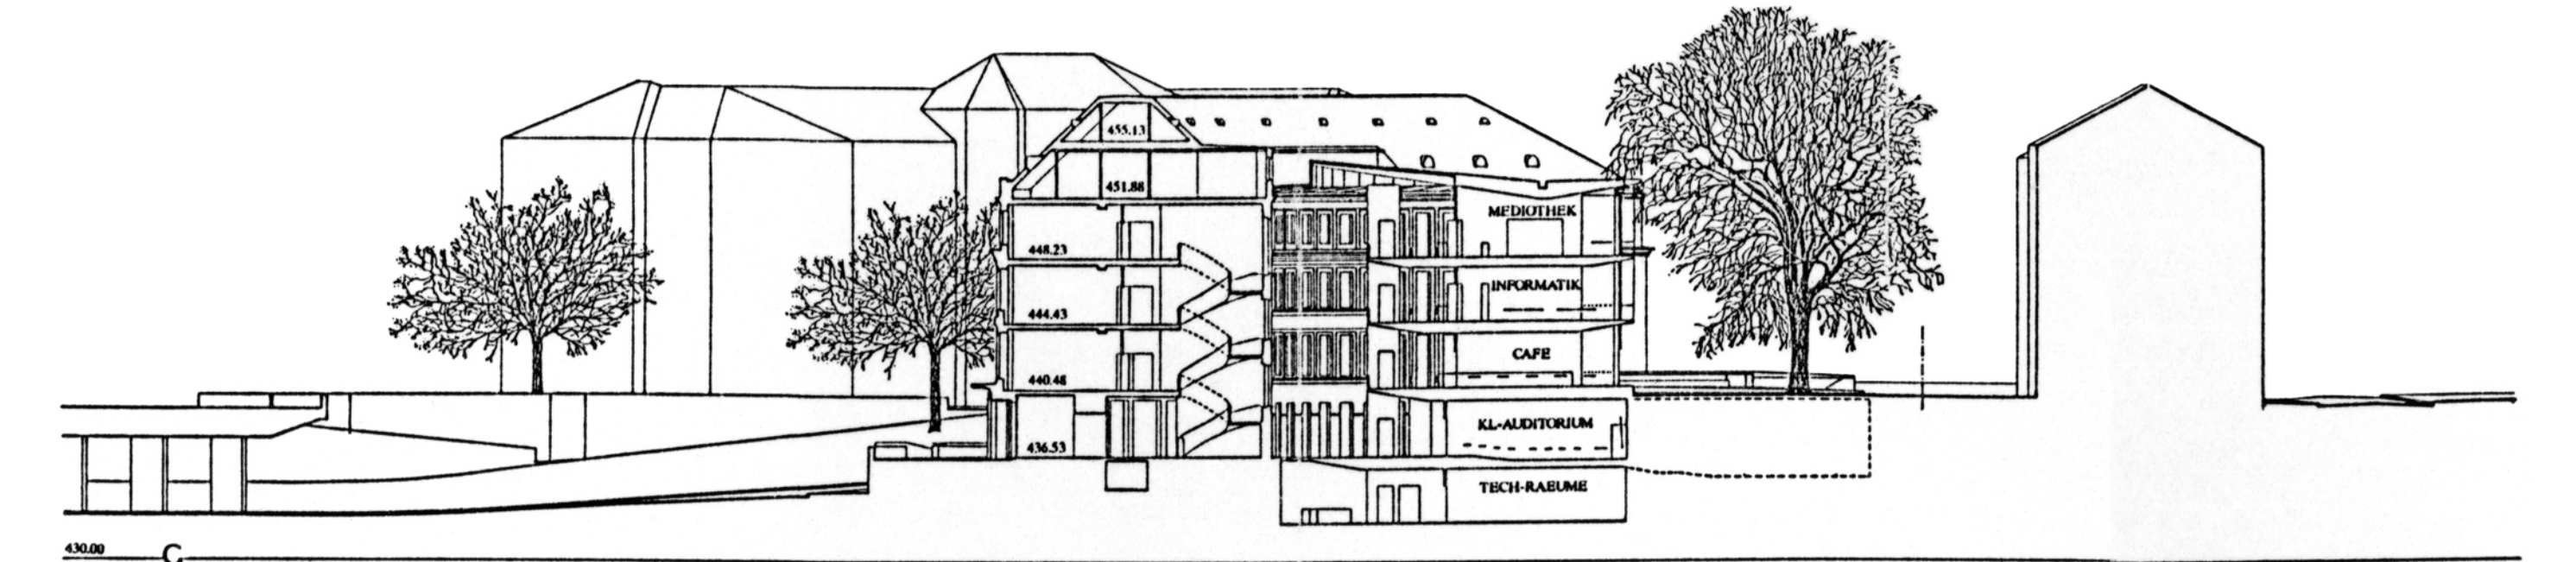 455.13
451.88
MEDIOTHEK
448.23
INFORMATIK
444.43
CAFE
440.48
KL-AUDITORIUM
436.53
TECH-RAEUME
430.00
C